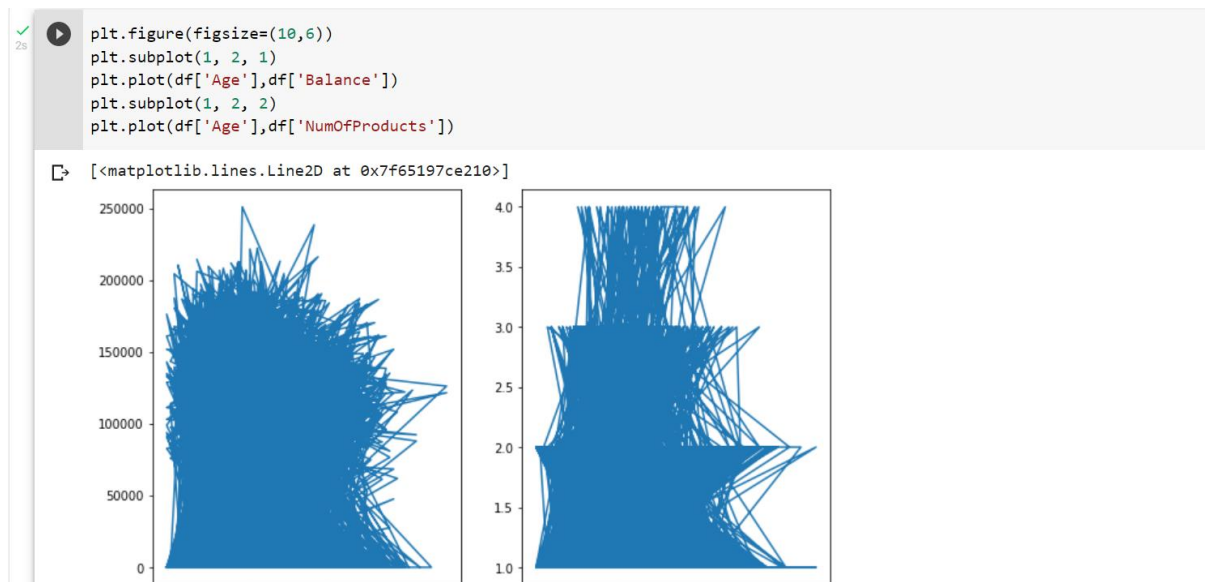 2s
plt.figure(figsize=(10,6))
plt.subplot(1, 2, 1)
plt.plot(df['Age'],df['Balance'])
plt.subplot(1, 2, 2)
plt.plot(df['Age'],df['NumOfProducts'])
[<matplotlib.lines.Line2D at 0x7f65197ce210>]
250000
200000
150000
100000
50000
0
4.0
3.5
3.0
2.5
2.0
1.5
1.0